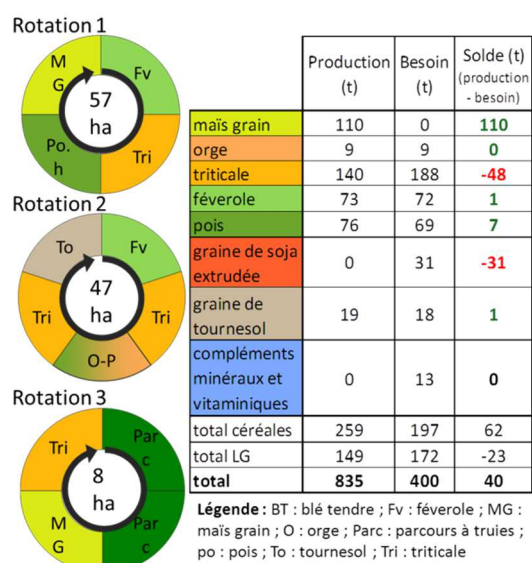 Rotation 1
M
G
Fv
57
ha
Po.
h
Tri
Rotation 2
To
Fv
47
ha
Tri
Tri
O-P
Rotation 3
Tri
Par
c
8
ha
M
G
Par
c
Production (t) Besoin (t) Solde (t) (production - besoin)
maïs grain 110 0 110
orge 9 9 0
triticale 140 188 -48
féverole 73 72 1
pois 76 69 7
graine de soja extrudée 0 31 -31
graine de tournesol 19 18 1
compléments minéraux et vitaminiques 0 13 0
total céréales 259 197 62
total LG 149 172 -23
total 835 400 40
Légende : BT : blé tendre ; Fv : féverole ; MG :
maïs grain ; O : orge ; Parc : parcours à truies ;
po : pois ; To : tournesol ; Tri : triticale